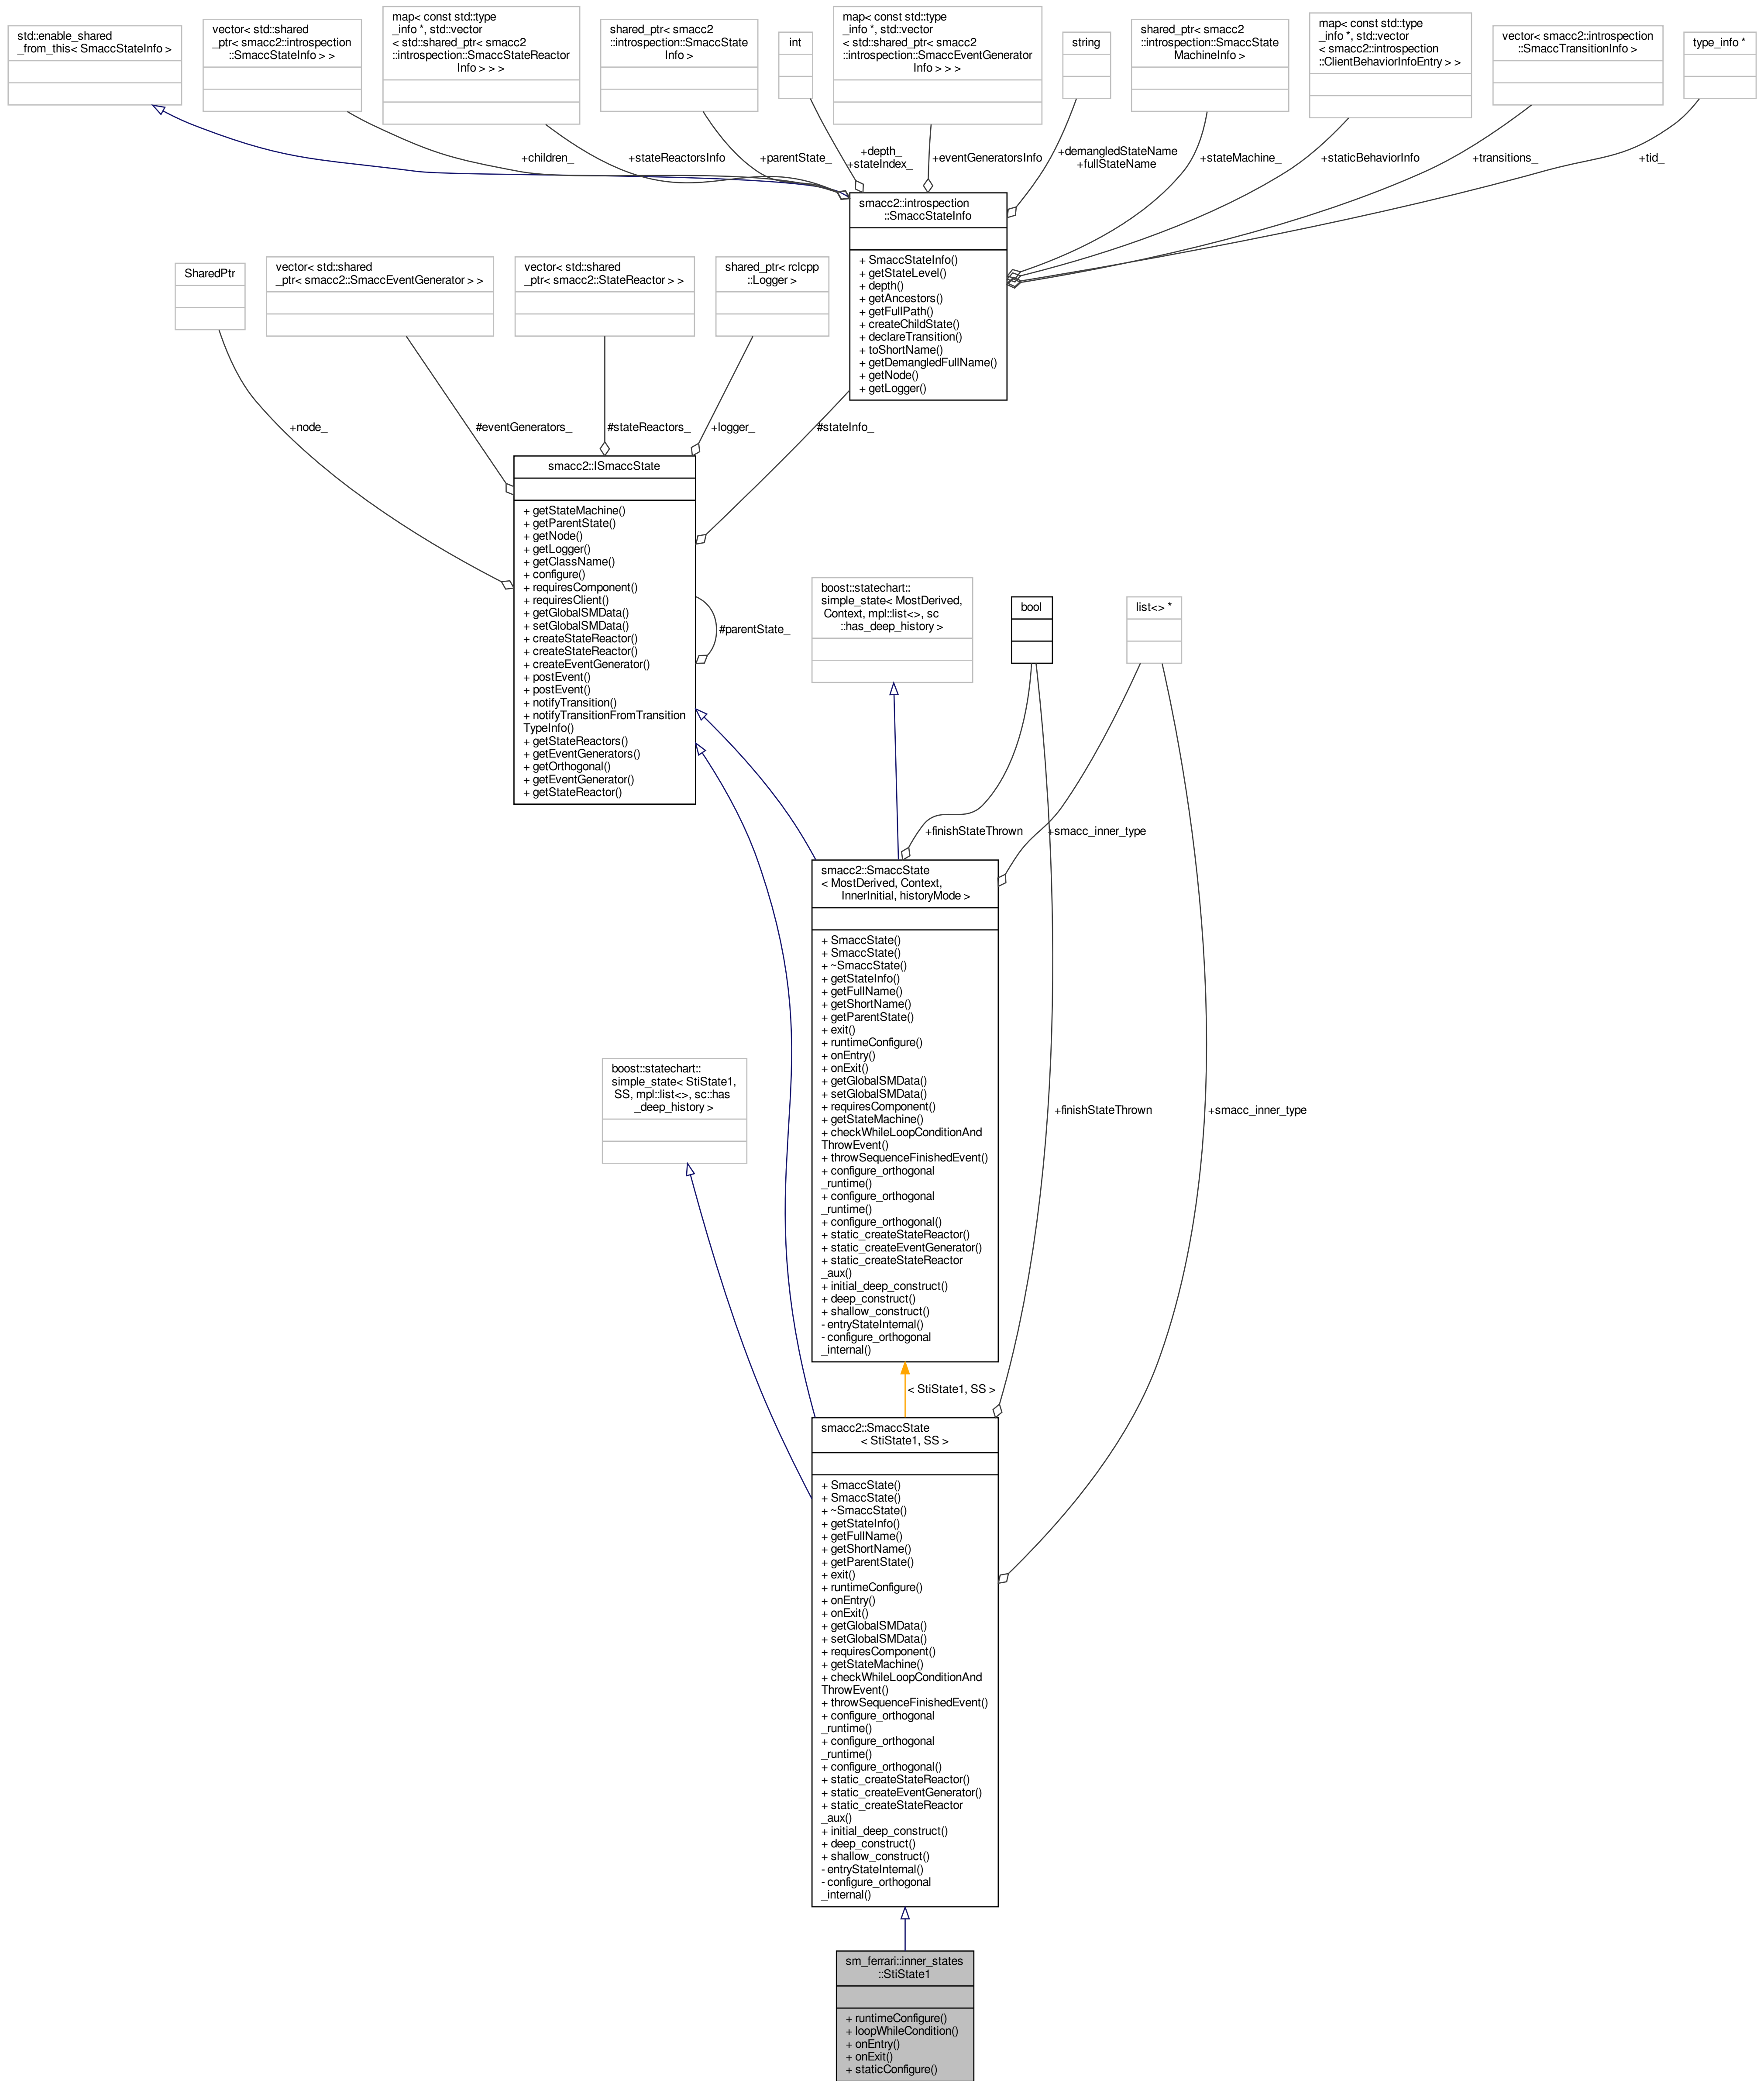 std::enable_shared
_from_this< SmaccStateInfo >
vector< std::shared
_ptr< smacc2::introspection
::SmaccStateInfo > >
map< const std::type
_info *, std::vector
< std::shared_ptr< smacc2
::introspection::SmaccStateReactor
Info > > >
shared_ptr< smacc2
::introspection::SmaccState
Info >
int
map< const std::type
_info *, std::vector
< std::shared_ptr< smacc2
::introspection::SmaccEventGenerator
Info > > >
string
shared_ptr< smacc2
::introspection::SmaccState
MachineInfo >
map< const std::type
_info *, std::vector
< smacc2::introspection
::ClientBehaviorInfoEntry > >
vector< smacc2::introspection
::SmaccTransitionInfo >
type_info *
+children_
+stateReactorsInfo
+parentState_
+depth_
+stateIndex_
+eventGeneratorsInfo
+demangledStateName
+fullStateName
+stateMachine_
+staticBehaviorInfo
+transitions_
+tid_
smacc2::introspection
::SmaccStateInfo
+ SmaccStateInfo()
+ getStateLevel()
+ depth()
+ getAncestors()
+ getFullPath()
+ createChildState()
+ declareTransition()
+ toShortName()
+ getDemangledFullName()
+ getNode()
+ getLogger()
SharedPtr
vector< std::shared
_ptr< smacc2::SmaccEventGenerator > >
vector< std::shared
_ptr< smacc2::StateReactor > >
shared_ptr< rclcpp
::Logger >
+node_
#eventGenerators_
#stateReactors_
+logger_
#stateInfo_
smacc2::ISmaccState
+ getStateMachine()
+ getParentState()
+ getNode()
+ getLogger()
+ getClassName()
+ configure()
+ requiresComponent()
+ requiresClient()
+ getGlobalSMData()
+ setGlobalSMData()
+ createStateReactor()
+ createStateReactor()
+ createEventGenerator()
+ postEvent()
+ postEvent()
+ notifyTransition()
+ notifyTransitionFromTransition
TypeInfo()
+ getStateReactors()
+ getEventGenerators()
+ getOrthogonal()
+ getEventGenerator()
+ getStateReactor()
#parentState_
boost::statechart::
simple_state< MostDerived,
Context, mpl::list<>, sc
::has_deep_history >
bool
list<> *
+finishStateThrown
+smacc_inner_type
smacc2::SmaccState
< MostDerived, Context,
InnerInitial, historyMode >
+ SmaccState()
+ SmaccState()
+ ~SmaccState()
+ getStateInfo()
+ getFullName()
+ getShortName()
+ getParentState()
+ exit()
+ runtimeConfigure()
+ onEntry()
+ onExit()
+ getGlobalSMData()
+ setGlobalSMData()
+ requiresComponent()
+ getStateMachine()
+ checkWhileLoopConditionAnd
ThrowEvent()
+ throwSequenceFinishedEvent()
+ configure_orthogonal
_runtime()
+ configure_orthogonal
_runtime()
+ configure_orthogonal()
+ static_createStateReactor()
+ static_createEventGenerator()
+ static_createStateReactor
_aux()
+ initial_deep_construct()
+ deep_construct()
+ shallow_construct()
- entryStateInternal()
- configure_orthogonal
_internal()
boost::statechart::
simple_state< StiState1,
SS, mpl::list<>, sc::has
_deep_history >
+finishStateThrown
+smacc_inner_type
< StiState1, SS >
smacc2::SmaccState
< StiState1, SS >
+ SmaccState()
+ SmaccState()
+ ~SmaccState()
+ getStateInfo()
+ getFullName()
+ getShortName()
+ getParentState()
+ exit()
+ runtimeConfigure()
+ onEntry()
+ onExit()
+ getGlobalSMData()
+ setGlobalSMData()
+ requiresComponent()
+ getStateMachine()
+ checkWhileLoopConditionAnd
ThrowEvent()
+ throwSequenceFinishedEvent()
+ configure_orthogonal
_runtime()
+ configure_orthogonal
_runtime()
+ configure_orthogonal()
+ static_createStateReactor()
+ static_createEventGenerator()
+ static_createStateReactor
_aux()
+ initial_deep_construct()
+ deep_construct()
+ shallow_construct()
- entryStateInternal()
- configure_orthogonal
_internal()
sm_ferrari::inner_states
::StiState1
+ runtimeConfigure()
+ loopWhileCondition()
+ onEntry()
+ onExit()
+ staticConfigure()